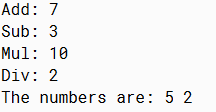 Add: 7
Sub: 3
Mul: 10
Div: 2
The numbers are: 5 2